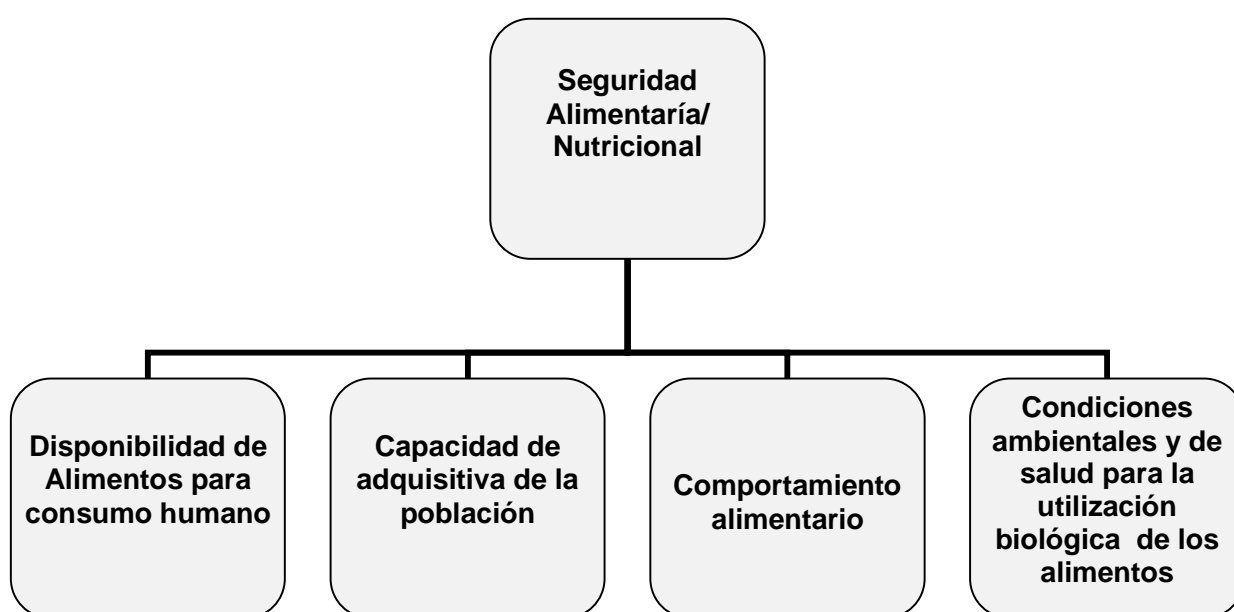 Seguridad
Alimentaría/
Nutricional
Disponibilidad de
Alimentos para
consumo humano
Capacidad de
adquisitiva de la
población
Comportamiento
alimentario
Condiciones
ambientales y de
salud para la
utilización
biológica  de los
alimentos